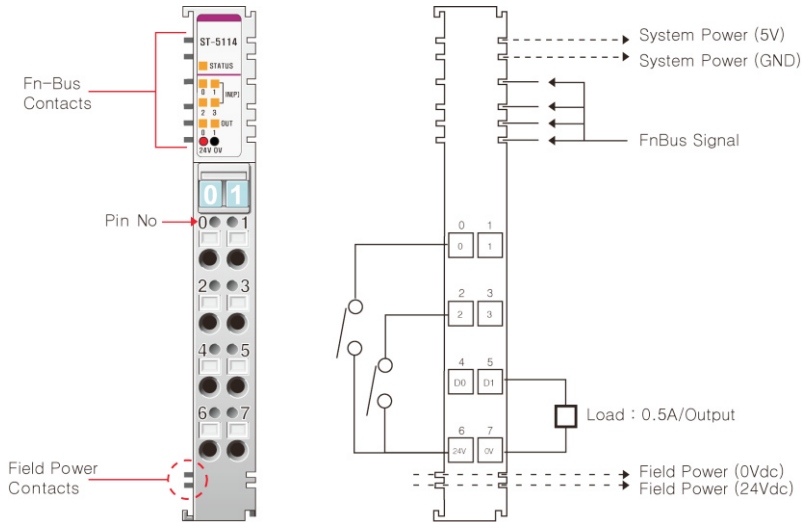 ST-5114
STATUS
0 1
[NEP]
2 3
OUT
0 1
24V 0V
Fn-Bus
Contacts
01
Pin No
0 1
2 3
4 5
6 7
Field Power
Contacts
System Power (5V)
System Power (GND)
FnBus Signal
0 1
0 1
2 3
2 3
4 5
D0 D1
Load : 0.5A/Output
6 7
24V 0V
Field Power (0Vdc)
Field Power (24Vdc)